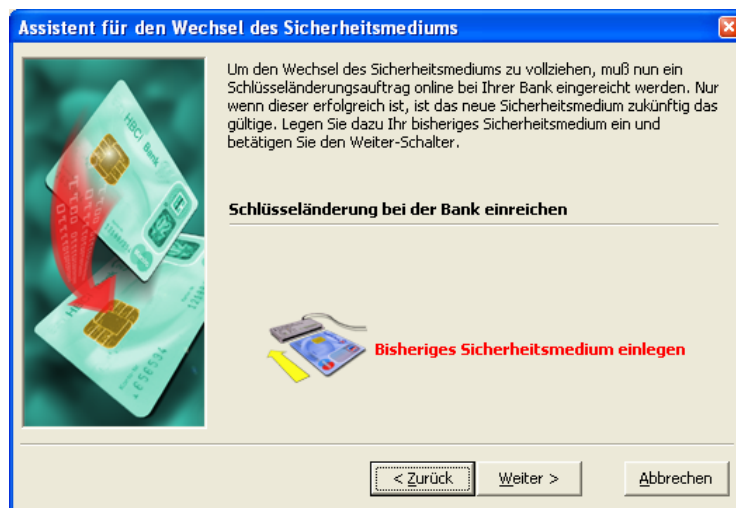 Assistent für den Wechsel des Sicherheitsmediums
Um den Wechsel des Sicherheitsmediums zu vollziehen, muß nun ein
Schlüsseländerungsauftrag online bei Ihrer Bank eingereicht werden. Nur
wenn dieser erfolgreich ist, ist das neue Sicherheitsmedium zukünftig das
gültige. Legen Sie dazu Ihr bisheriges Sicherheitsmedium ein und
betätigen Sie den Weiter-Schalter.
HBCI Bank
Schlüsseländerung bei der Bank einreichen
Bisheriges Sicherheitsmedium einlegen
< Zurück
Weiter >
Abbrechen